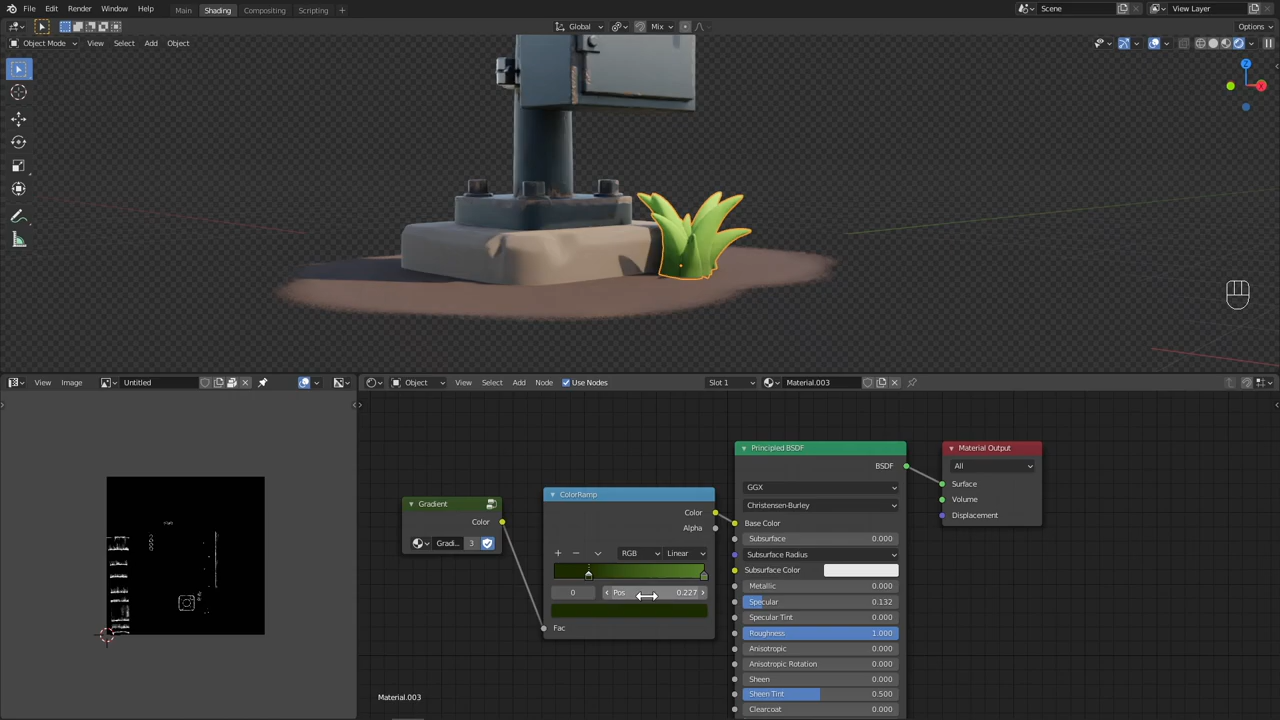 File Edit Render Window Help Main Shading Compositing Scripting Scene View Layer
Global Mix Options
Object Mode View Select Add Object
View Image Untitled Object View Select Add Node Use Nodes Slot 1 Material.003
Principled BSDF Material Output
BSDF All
Surface
GGX Volume
Gradient ColorRamp Christensen-Burley Displacement
Color Color Base Color
Alpha Subsurface 0.000
Gradi... 3 RGB Linear Subsurface Radius
Subsurface Color
Metallic 0.000
0 Pos 0.227 Specular 0.132
Specular Tint 0.000
Fac Roughness 1.000
Anisotropic 0.000
Anisotropic Rotation 0.000
Sheen 0.000
Material.003 Sheen Tint 0.500
Clearcoat 0.000